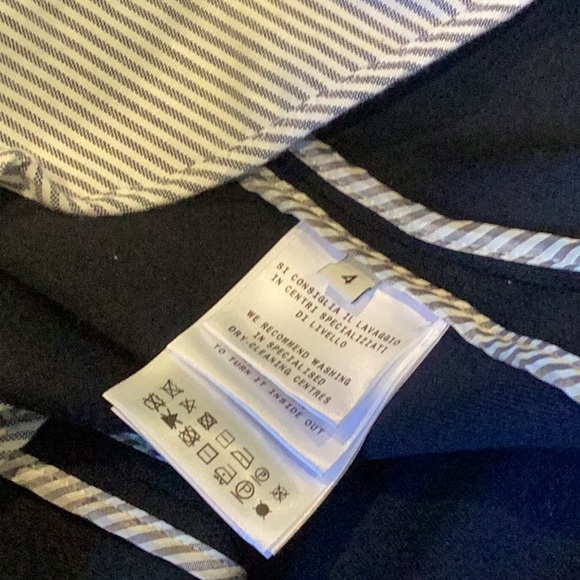 4
SI CONSIGLIA IL LAVAGGIO
IN CENTRI SPECIALIZZATI
DI LIVELLO
WE RECOMMEND WASHING
IN SPECIALISED
DRY-CLEANING CENTRES
TO TURN IT INSIDE OUT
P
P